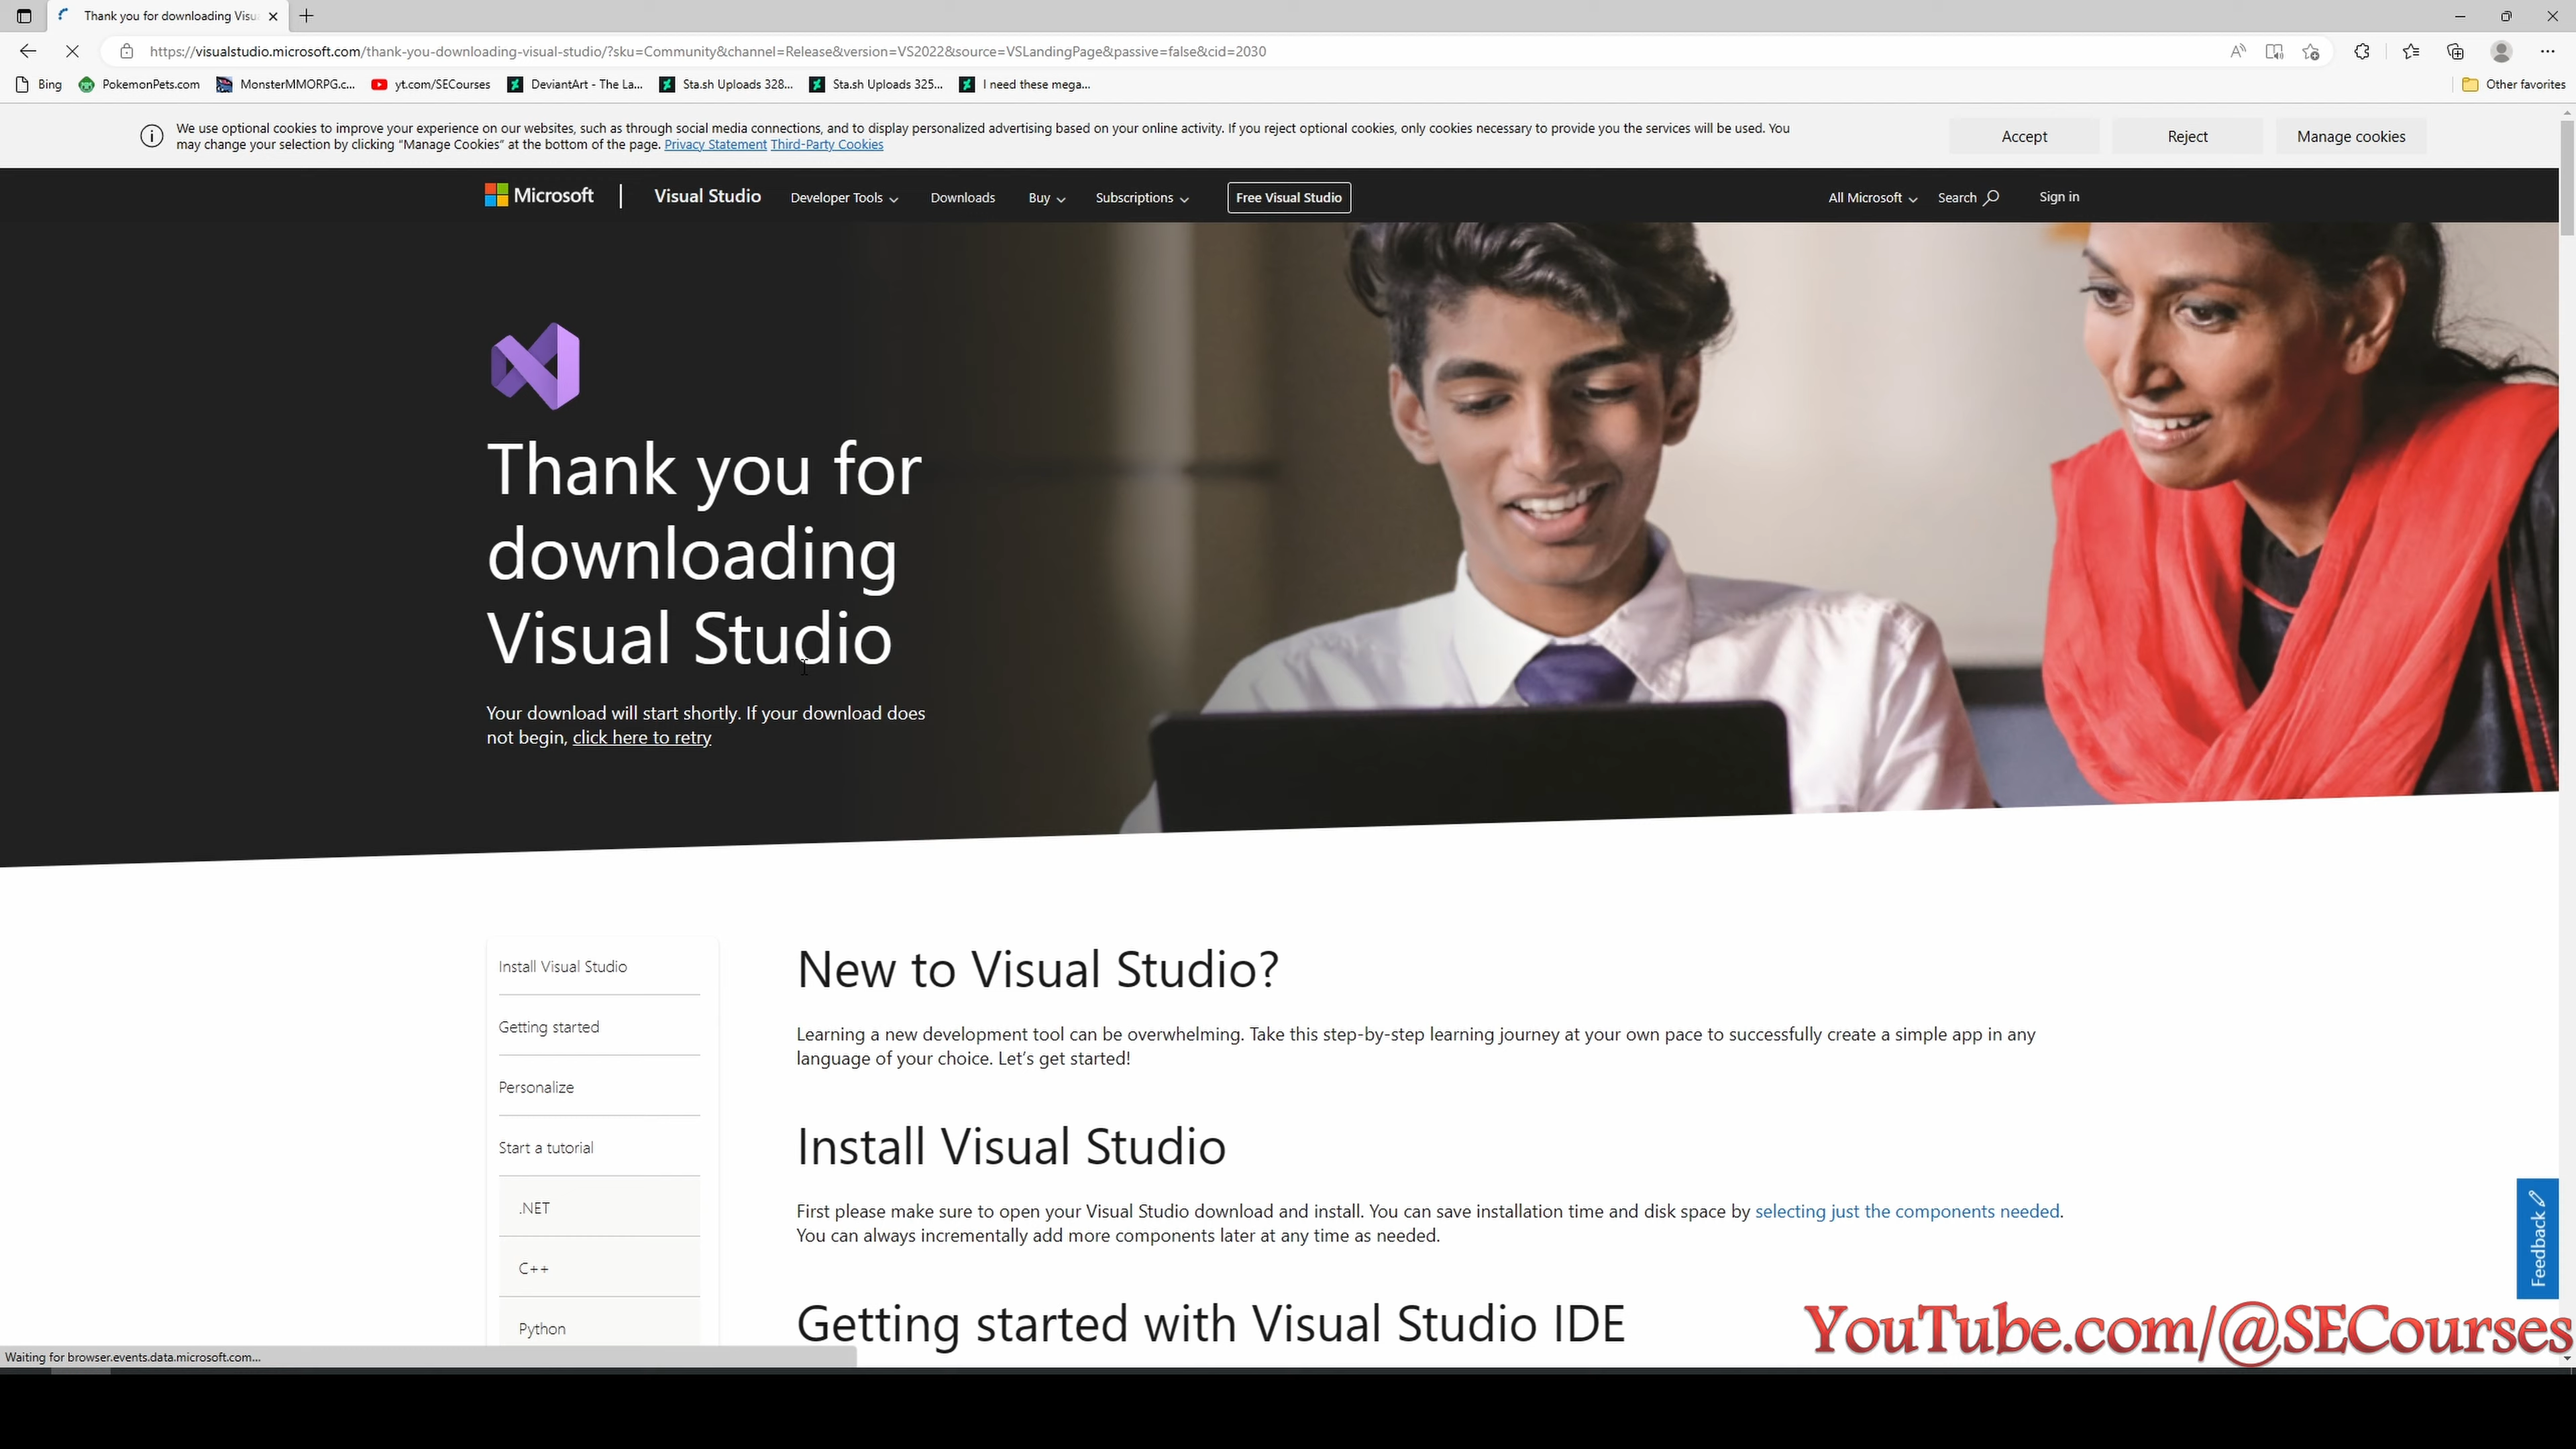 Thank you for downloading Visu
https://visualstudio.microsoft.com/thank-you-downloading-visual-studio/?sku=Community&channel=Release&version=VS2022&source=VSLandingPage&passive=false&cid=2030
Bing PokemonPets.com MonsterMMORPG.c... yt.com/SECourses DeviantArt - The La... Sta.sh Uploads 328... Sta.sh Uploads 325... I need these mega... Other favorites
We use optional cookies to improve your experience on our websites, such as through social media connections, and to display personalized advertising based on your online activity. If you reject optional cookies, only cookies necessary to provide you the services will be used. You
may change your selection by clicking “Manage Cookies” at the bottom of the page. Privacy Statement Third-Party Cookies
Accept Reject Manage cookies
Microsoft Visual Studio Developer Tools Downloads Buy Subscriptions Free Visual Studio All Microsoft Search Sign in
Thank you for
downloading
Visual Studio
Your download will start shortly. If your download does
not begin, click here to retry
Install Visual Studio
Getting started
Personalize
Start a tutorial
.NET
C++
Python
New to Visual Studio?
Learning a new development tool can be overwhelming. Take this step-by-step learning journey at your own pace to successfully create a simple app in any
language of your choice. Let’s get started!
Install Visual Studio
First please make sure to open your Visual Studio download and install. You can save installation time and disk space by selecting just the components needed.
You can always incrementally add more components later at any time as needed.
Getting started with Visual Studio IDE
Feedback
YouTube.com/@SECourses
Waiting for browser.events.data.microsoft.com...